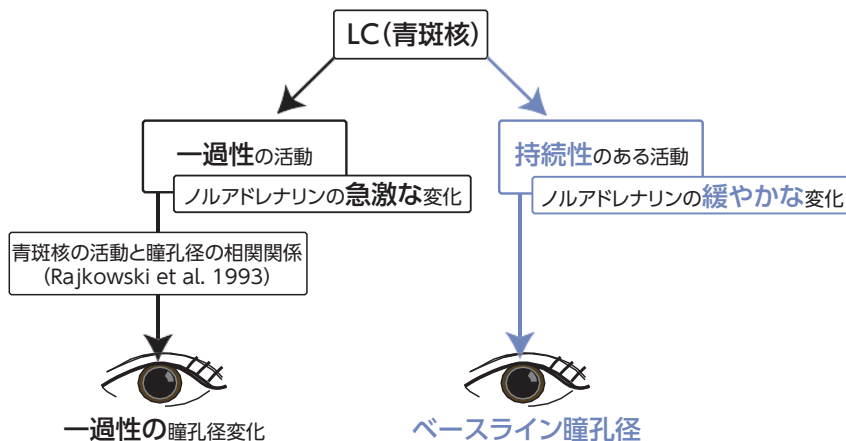 LC(青斑核)
一過性の活動
ノルアドレナリンの急激な変化
持続性のある活動
ノルアドレナリンの緩やかな変化
青斑核の活動と瞳孔径の相関関係
(Rajkowski et al. 1993)
一過性の瞳孔径変化
ベースライン瞳孔径